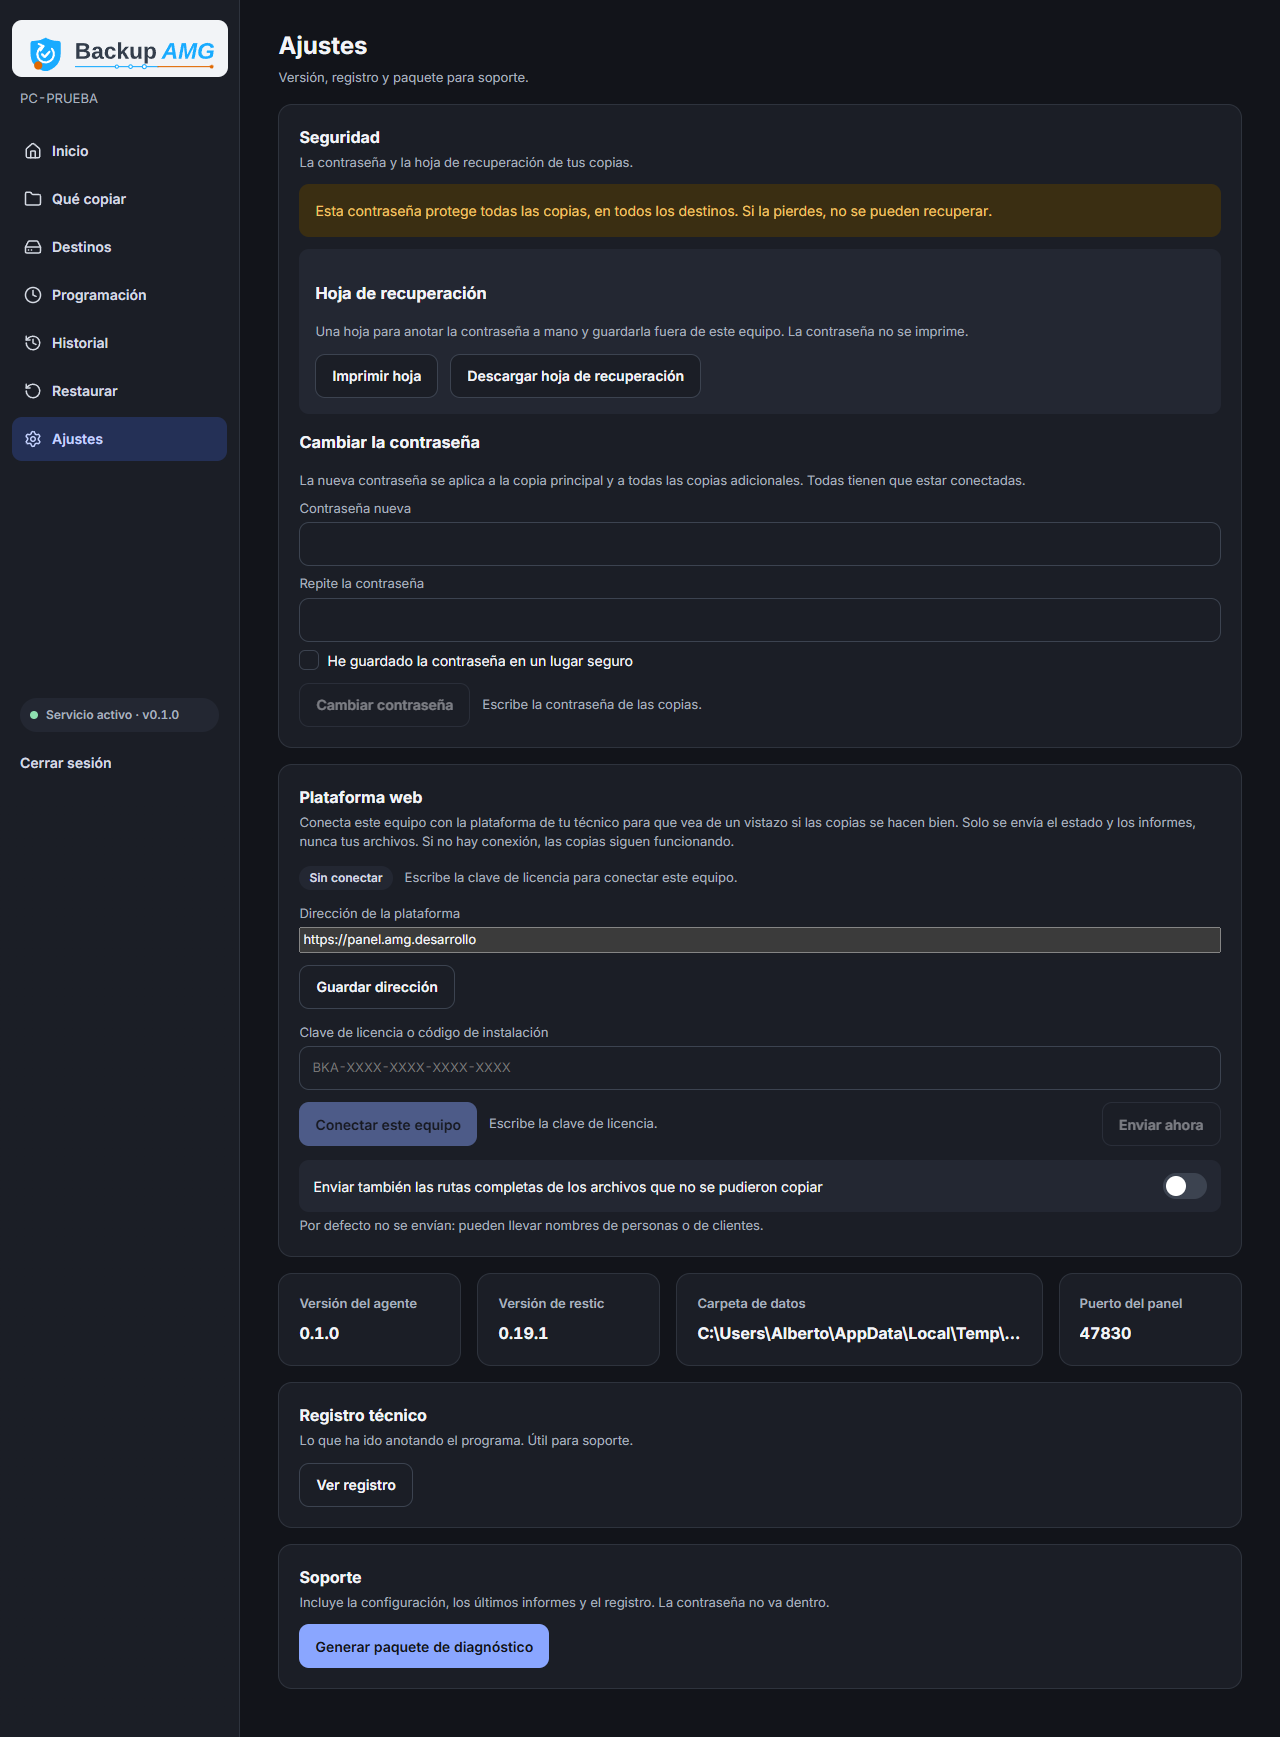 Backup AMG
PC-PRUEBA
Inicio
Qué copiar
Destinos
Programación
Historial
Restaurar
Ajustes
Servicio activo · v0.1.0
Cerrar sesión
Ajustes
Versión, registro y paquete para soporte.
Seguridad
La contraseña y la hoja de recuperación de tus copias.
Esta contraseña protege todas las copias, en todos los destinos. Si la pierdes, no se pueden recuperar.
Hoja de recuperación
Una hoja para anotar la contraseña a mano y guardarla fuera de este equipo. La contraseña no se imprime.
Imprimir hoja
Descargar hoja de recuperación
Cambiar la contraseña
La nueva contraseña se aplica a la copia principal y a todas las copias adicionales. Todas tienen que estar conectadas.
Contraseña nueva
Repite la contraseña
He guardado la contraseña en un lugar seguro
Cambiar contraseña
Escribe la contraseña de las copias.
Plataforma web
Conecta este equipo con la plataforma de tu técnico para que vea de un vistazo si las copias se hacen bien. Solo se envía el estado y los informes,
nunca tus archivos. Si no hay conexión, las copias siguen funcionando.
Sin conectar
Escribe la clave de licencia para conectar este equipo.
Dirección de la plataforma
https://panel.amg.desarrollo
Guardar dirección
Clave de licencia o código de instalación
BKA-XXXX-XXXX-XXXX-XXXX
Conectar este equipo
Escribe la clave de licencia.
Enviar ahora
Enviar también las rutas completas de los archivos que no se pudieron copiar
Por defecto no se envían: pueden llevar nombres de personas o de clientes.
Versión del agente
0.1.0
Versión de restic
0.19.1
Carpeta de datos
C:\Users\Alberto\AppData\Local\Temp\...
Puerto del panel
47830
Registro técnico
Lo que ha ido anotando el programa. Útil para soporte.
Ver registro
Soporte
Incluye la configuración, los últimos informes y el registro. La contraseña no va dentro.
Generar paquete de diagnóstico